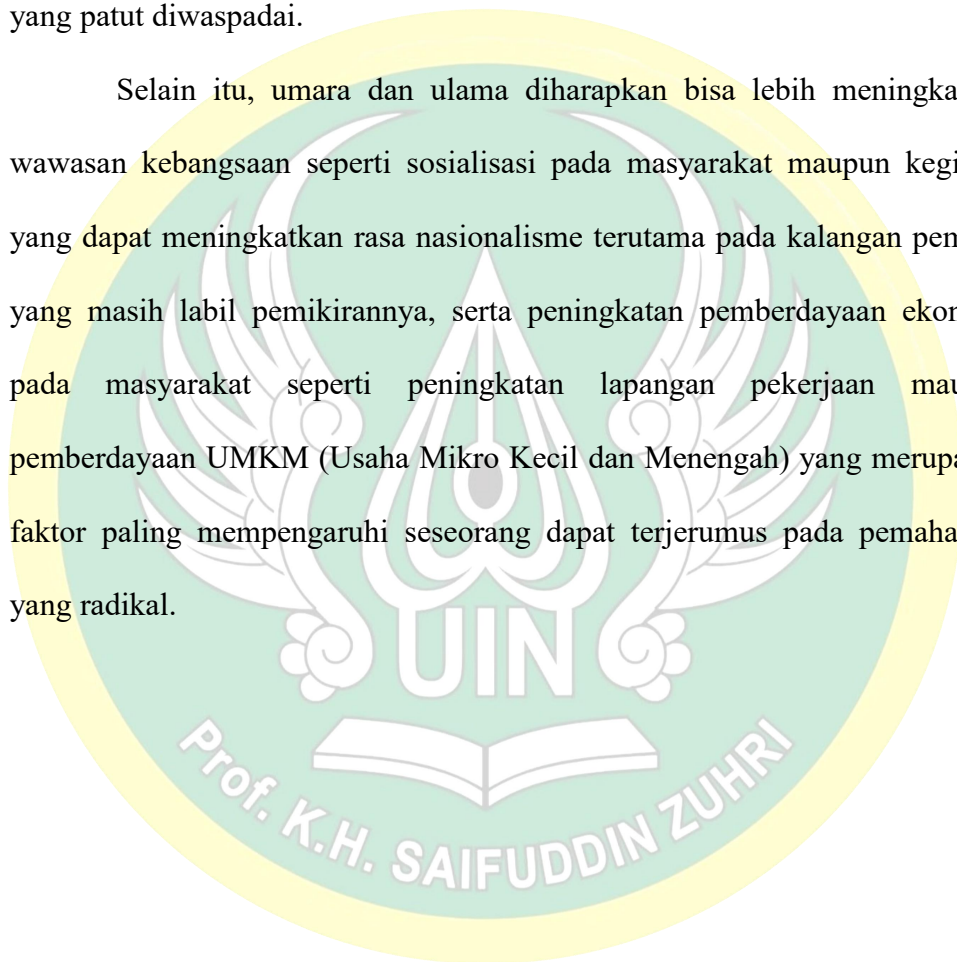 yang patut diwaspadai.
Selain itu, umara dan ulama diharapkan bisa lebih meningka
wawasan kebangsaan seperti sosialisasi pada masyarakat maupun kegi
yang dapat meningkatkan rasa nasionalisme terutama pada kalangan pem
yang masih labil pemikirannya, serta peningkatan pemberdayaan ekon
pada masyarakat seperti peningkatan lapangan pekerjaan mau
pemberdayaan UMKM (Usaha Mikro Kecil dan Menengah) yang merupa
faktor paling mempengaruhi seseorang dapat terjerumus pada pemaha
yang radikal.
UIN
Prof. K.H. SAIFUDDIN ZUHRI